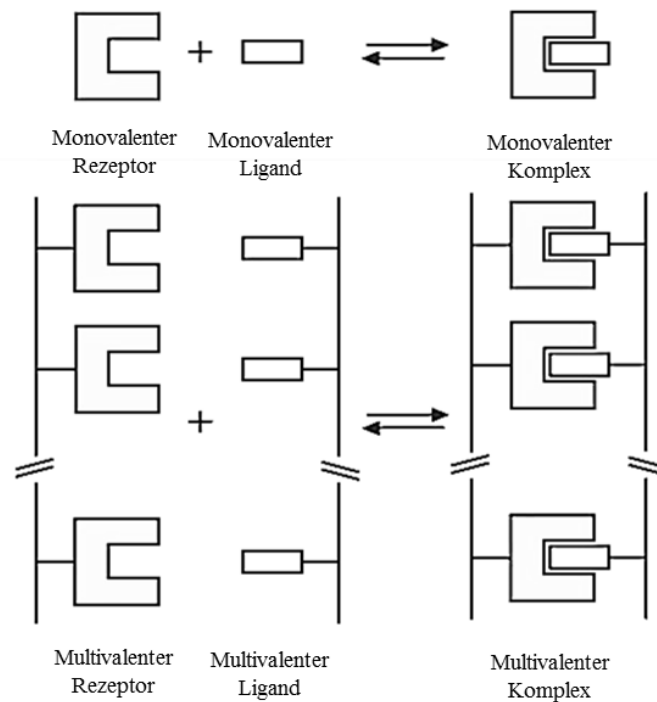 +
Monovalenter Monovalenter Monovalenter
Rezeptor Ligand Komplex
+
Multivalenter Multivalenter Multivalenter
Rezeptor Ligand Komplex